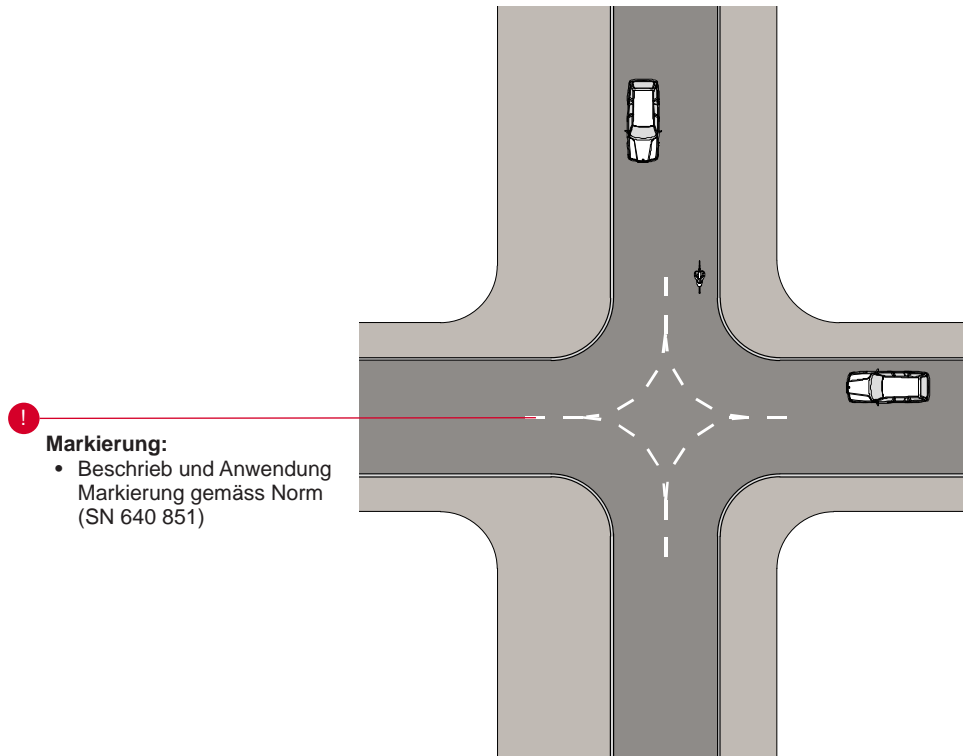 !
Markierung:
• Beschrieb und Anwendung
Markierung gemäss Norm
(SN 640 851)